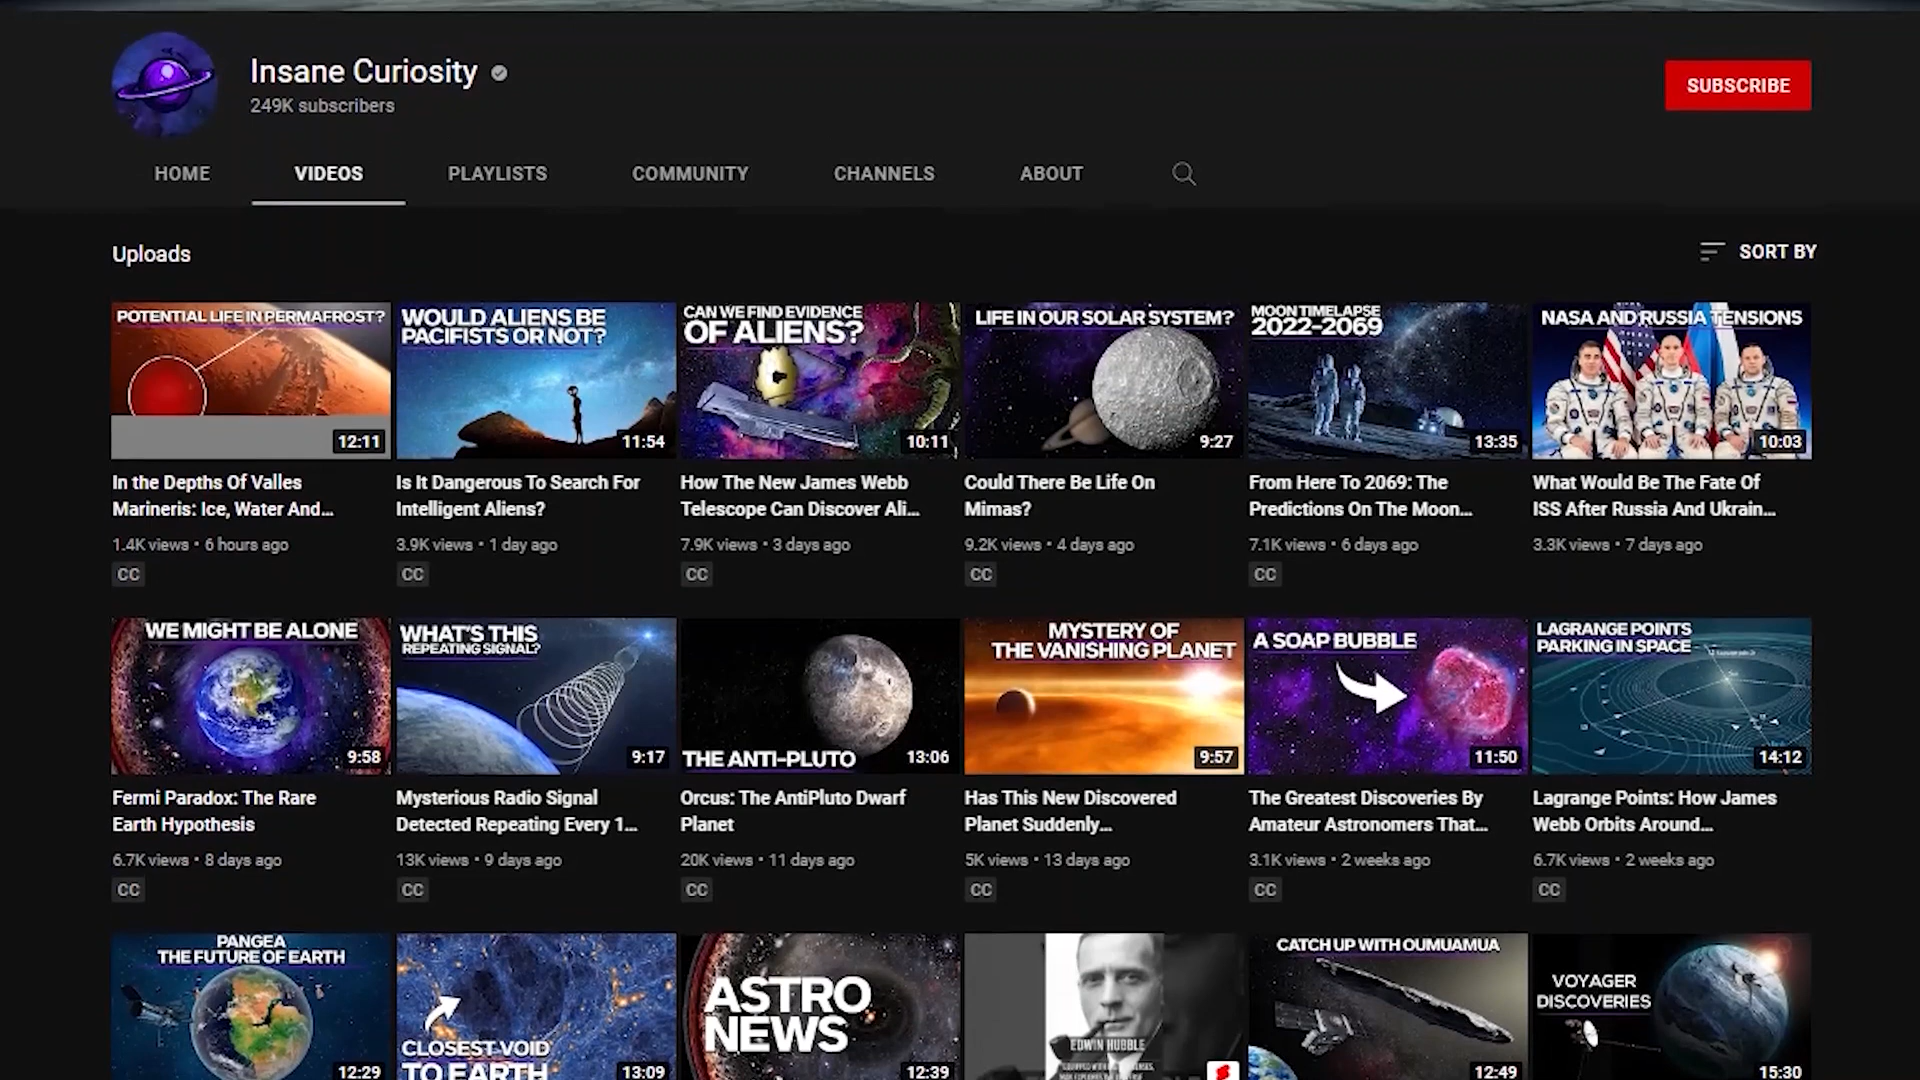 Insane Curiosity
249K subscribers
SUBSCRIBE
HOME VIDEOS PLAYLISTS COMMUNITY CHANNELS ABOUT
Uploads
SORT BY
POTENTIAL LIFE IN PERMAFROST?
12:11
WOULD ALIENS BE
PACIFISTS OR NOT?
11:54
CAN WE FIND EVIDENCE
OF ALIENS?
10:11
LIFE IN OUR SOLAR SYSTEM?
9:27
MOON TIMELAPSE
2022-2069
13:35
NASA AND RUSSIA TENSIONS
10:03
In the Depths Of Valles
Marineris: Ice, Water And...
1.4K views • 6 hours ago
CC
Is It Dangerous To Search For
Intelligent Aliens?
3.9K views • 1 day ago
CC
How The New James Webb
Telescope Can Discover Ali...
7.9K views • 3 days ago
CC
Could There Be Life On
Mimas?
9.2K views • 4 days ago
CC
From Here To 2069: The
Predictions On The Moon...
7.1K views • 6 days ago
CC
What Would Be The Fate Of
ISS After Russia And Ukrain...
3.3K views • 7 days ago
WE MIGHT BE ALONE
9:58
WHAT'S THIS
REPEATING SIGNAL?
9:17
THE ANTI-PLUTO
13:06
MYSTERY OF
THE VANISHING PLANET
9:57
A SOAP BUBBLE
11:50
LAGRANGE POINTS
PARKING IN SPACE
14:12
Fermi Paradox: The Rare
Earth Hypothesis
6.7K views • 8 days ago
CC
Mysterious Radio Signal
Detected Repeating Every 1...
13K views • 9 days ago
CC
Orcus: The AntiPluto Dwarf
Planet
20K views • 11 days ago
CC
Has This New Discovered
Planet Suddenly...
5K views • 13 days ago
CC
The Greatest Discoveries By
Amateur Astronomers That...
3.1K views • 2 weeks ago
CC
Lagrange Points: How James
Webb Orbits Around...
6.7K views • 2 weeks ago
CC
PANGEA
THE FUTURE OF EARTH
12:29
CLOSEST VOID
TO EARTH
13:09
ASTRO
NEWS
12:39
EDWIN HUBBLE
CATCH UP WITH OUMUAMUA
12:49
VOYAGER
DISCOVERIES
15:30